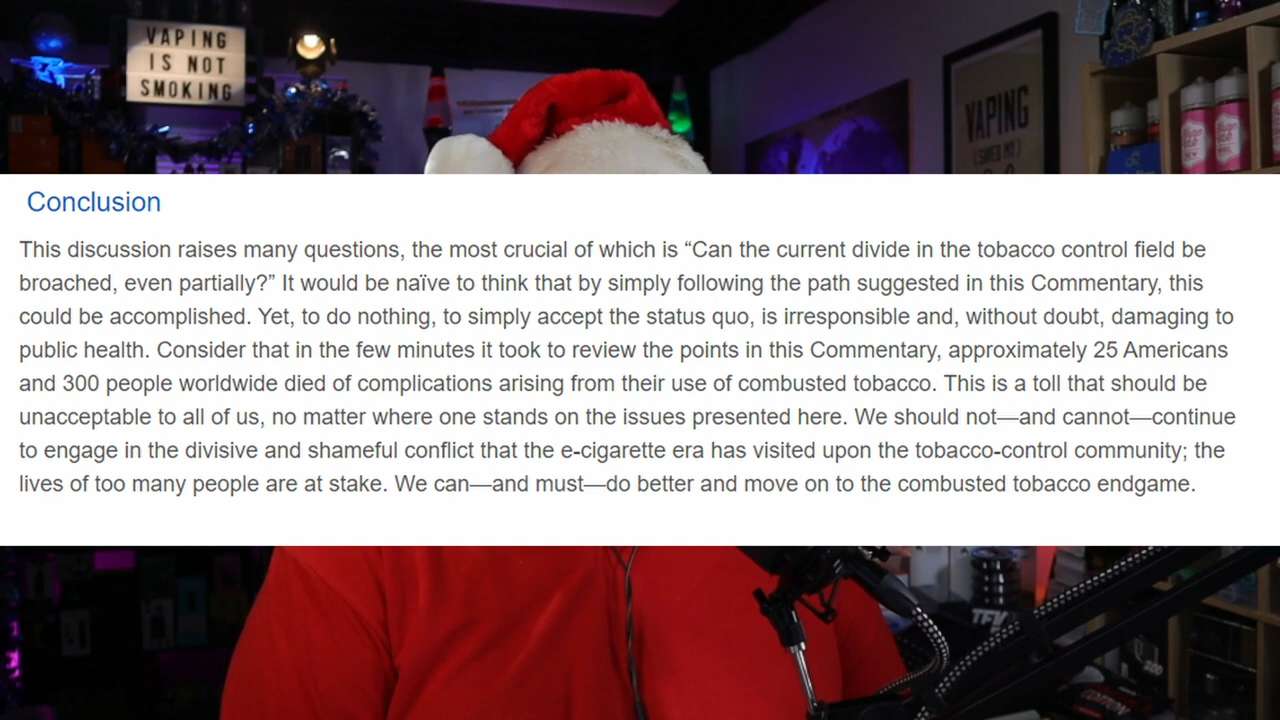 VAPING
IS NOT
SMOKING
VAPING
Conclusion
This discussion raises many questions, the most crucial of which is “Can the current divide in the tobacco control field be
broached, even partially?” It would be naïve to think that by simply following the path suggested in this Commentary, this
could be accomplished. Yet, to do nothing, to simply accept the status quo, is irresponsible and, without doubt, damaging to
public health. Consider that in the few minutes it took to review the points in this Commentary, approximately 25 Americans
and 300 people worldwide died of complications arising from their use of combusted tobacco. This is a toll that should be
unacceptable to all of us, no matter where one stands on the issues presented here. We should not—and cannot—continue
to engage in the divisive and shameful conflict that the e-cigarette era has visited upon the tobacco-control community; the
lives of too many people are at stake. We can—and must—do better and move on to the combusted tobacco endgame.